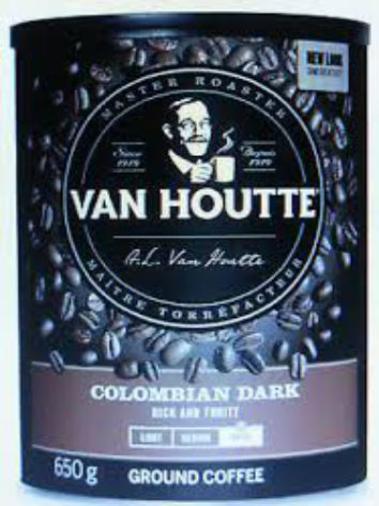 NEW LOOK
MASTER ROASTER
Since
1919
Depuis
1919
VAN HOUTTE
A.L. Van Houtte
MAÎTRE TORRÉFACTEUR
COLOMBIAN DARK
RICH AND FRUITY
LIGHT MEDIUM
650 g
GROUND COFFEE